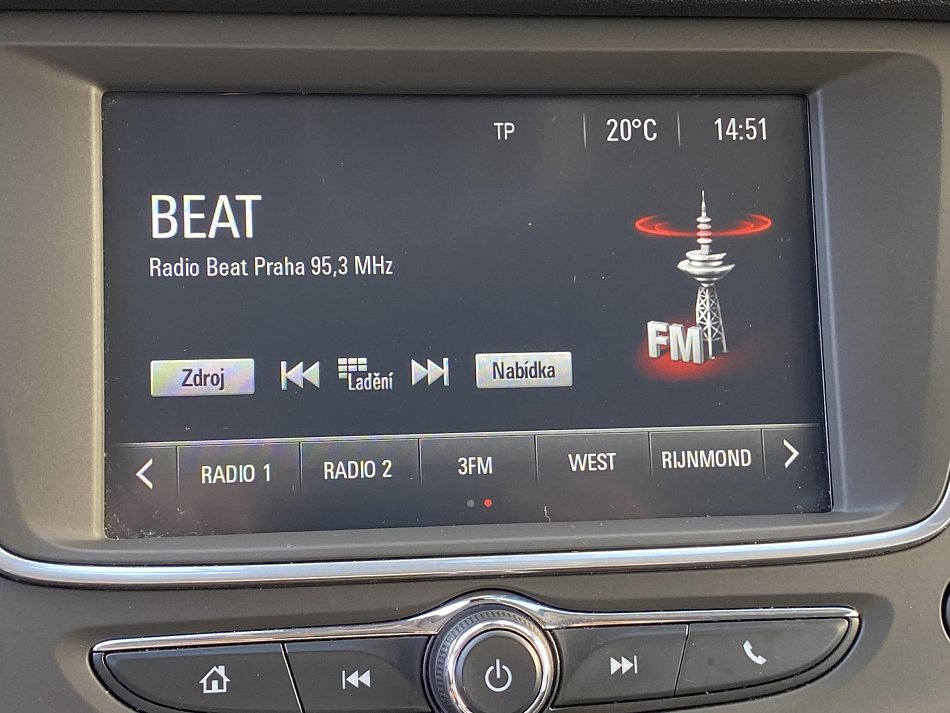 TP 20°C 14:51
BEAT
Radio Beat Praha 95,3 MHz
FM
Zdroj Ladění Nabídka
RADIO 1 RADIO 2 3FM WEST RIJNMOND